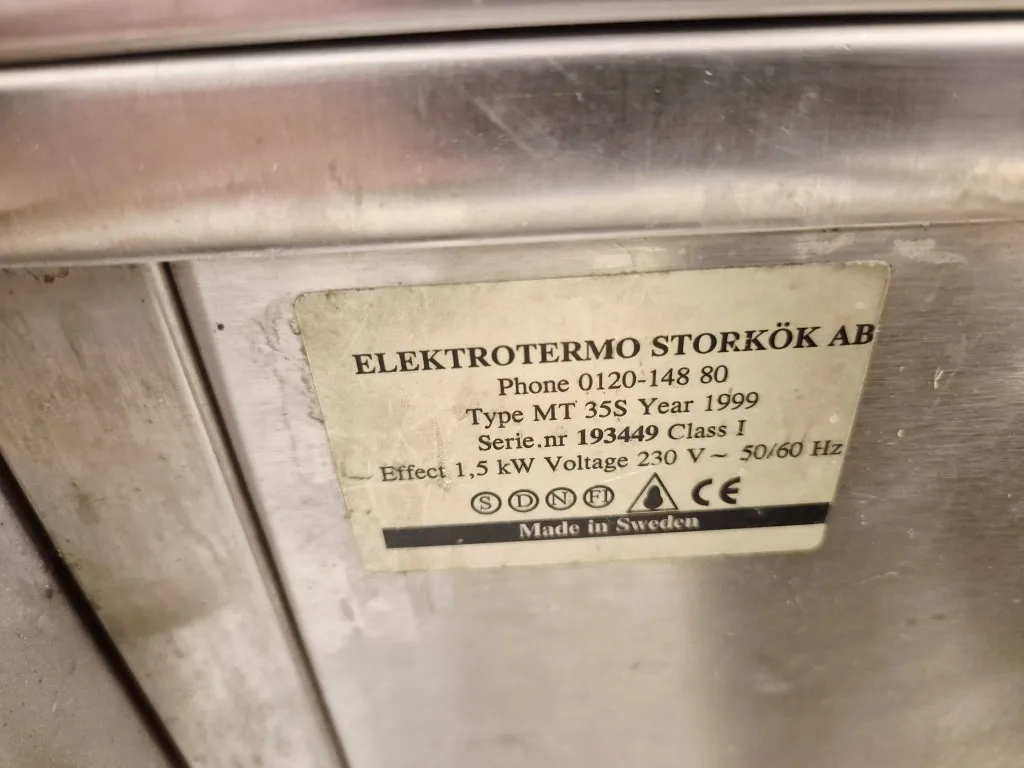 ELEKTROTERMO STORKÖK AB
Phone 0120-148 80
Type MT 35S Year 1999
Serie.nr 193449 Class I
Effect 1,5 kW Voltage 230 V ~ 50/60 Hz
S D N FI CE
Made in Sweden